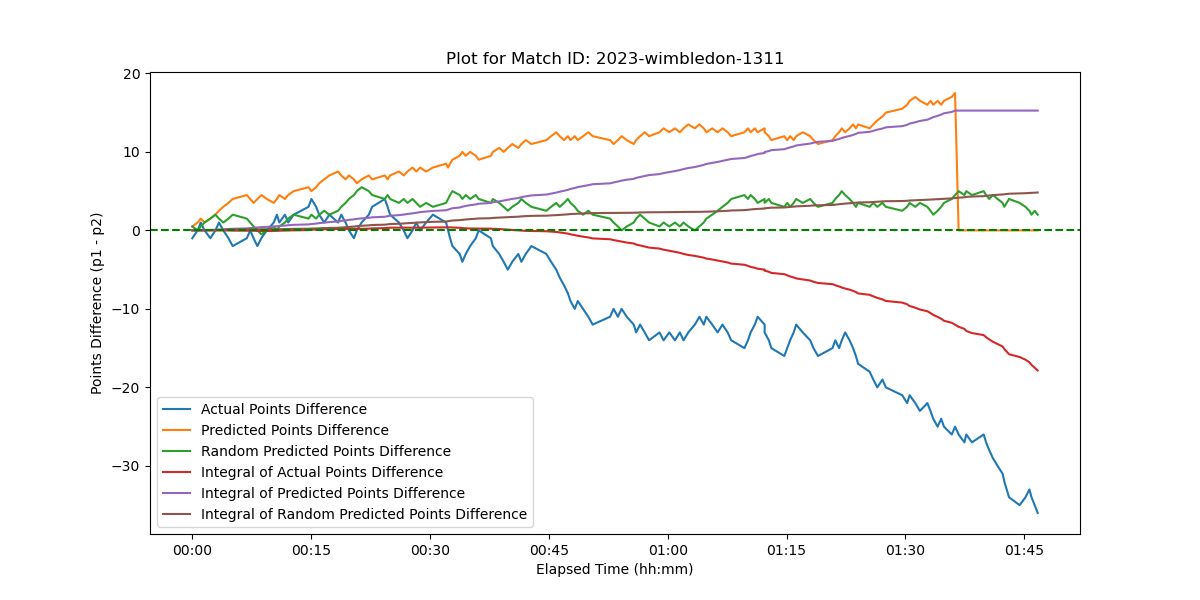 Plot for Match ID: 2023-wimbledon-1311
20
10
0
−10
−20
−30
Points Difference (p1 - p2)
Actual Points Difference
Predicted Points Difference
Random Predicted Points Difference
Integral of Actual Points Difference
Integral of Predicted Points Difference
Integral of Random Predicted Points Difference
00:00 00:15 00:30 00:45 01:00 01:15 01:30 01:45
Elapsed Time (hh:mm)